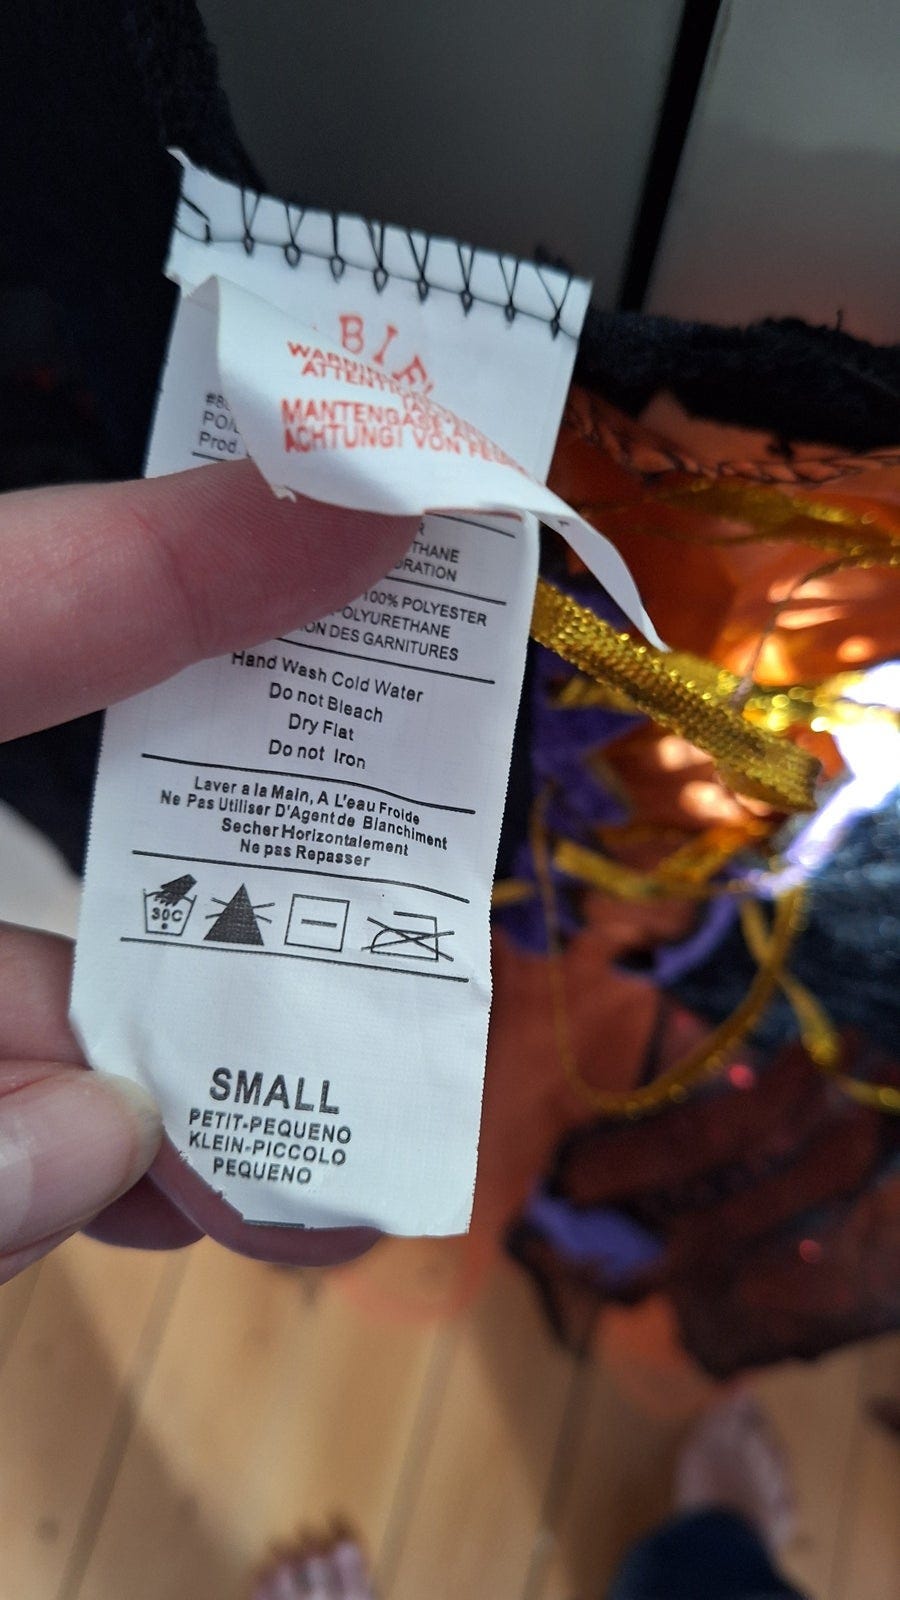 WARNING
MANTENGASE
ACHTUNG! VON
Prod
100% POLYESTER
POLYURETHANE
DES GARNITURES
Hand Wash Cold Water
Do not Bleach
Dry Flat
Do not Iron
Laver a la Main, A L'eau Froide
Ne Pas Utiliser D'Agent de Blanchiment
Secher Horizontalement
Ne pas Repasser
30C
SMALL
PETIT-PEQUENO
KLEIN-PICCOLO
PEQUENO